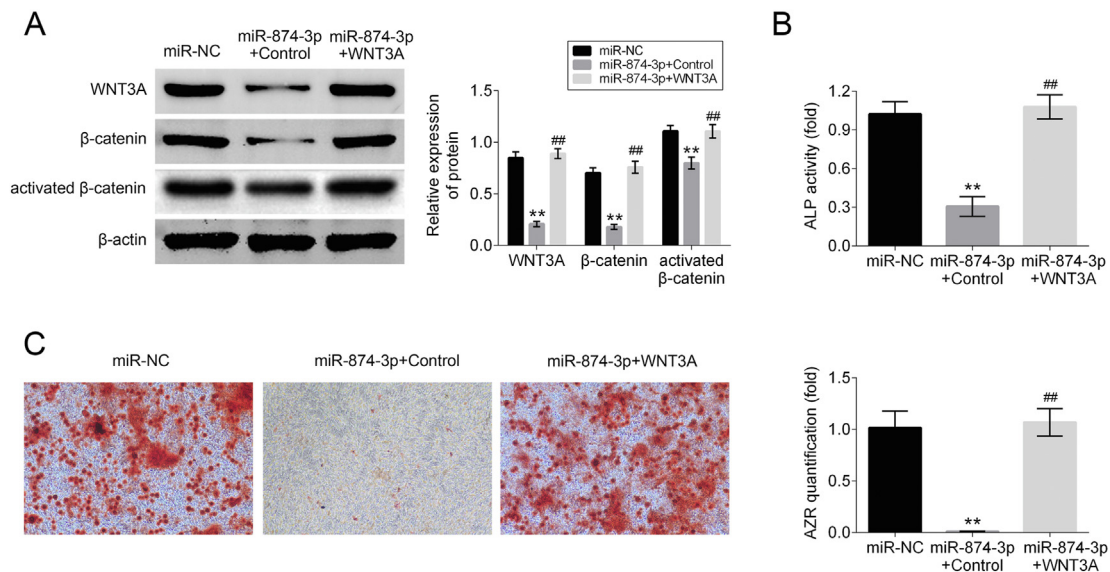 A
miR-NC
miR-874-3p
+Control
miR-874-3p
+WNT3A
WNT3A
β-catenin
activated β-catenin
β-actin
miR-NC
miR-874-3p+Control
miR-874-3p+WNT3A
Relative expression
of protein
1.5
1.0
0.5
0.0
**
##
**
##
**
##
WNT3A
β-catenin
activated
β-catenin
B
ALP activity (fold)
1.2
0.9
0.6
0.3
0.0
**
##
miR-NC
miR-874-3p
+Control
miR-874-3p
+WNT3A
C
miR-NC
miR-874-3p+Control
miR-874-3p+WNT3A
AZR quantification (fold)
1.5
1.0
0.5
0.0
**
##
miR-NC
miR-874-3p
+Control
miR-874-3p
+WNT3A